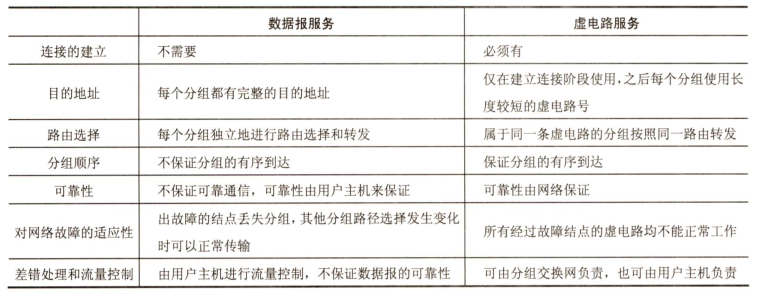 数据报服务 虚电路服务
连接的建立 不需要 必须有
目的地址 每个分组都有完整的目的地址 仅在建立连接阶段使用,之后每个分组使用长
度较短的虚电路号
路由选择 每个分组独立地进行路由选择和转发 属于同一条虚电路的分组按照同一路由转发
分组顺序 不保证分组的有序到达 保证分组的有序到达
可靠性 不保证可靠通信,可靠性由用户主机来保证 可靠性由网络保证
对网络故障的适应性 出故障的结点丢失分组,其他分组路径选择发生变化
时可以正常传输 所有经过故障结点的虚电路均不能正常工作
差错处理和流量控制 由用户主机进行流量控制,不保证数据报的可靠性 可由分组交换网负责,也可由用户主机负责